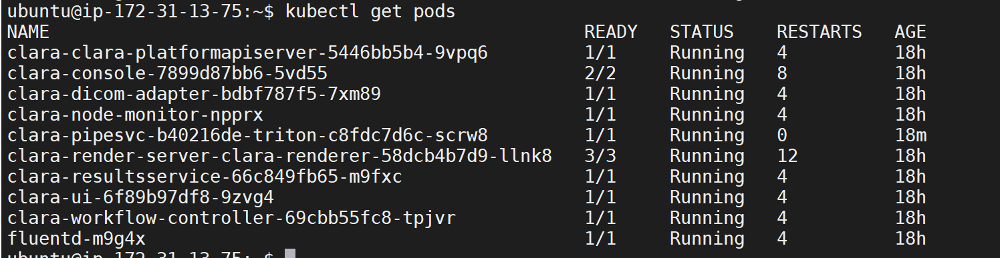 ubuntu@ip-172-31-13-75:~$ kubectl get pods
NAME READY STATUS RESTARTS AGE
clara-clara-platformapiserver-5446bb5b4-9vpq6 1/1 Running 4 18h
clara-console-7899d87bb6-5vd55 2/2 Running 8 18h
clara-dicom-adapter-bdbf787f5-7xm89 1/1 Running 4 18h
clara-node-monitor-npprx 1/1 Running 4 18h
clara-pipesvc-b40216de-triton-c8fdc7d6c-scrw8 1/1 Running 0 18m
clara-render-server-clara-renderer-58dcb4b7d9-llnk8 3/3 Running 12 18h
clara-resultsservice-66c849fb65-m9fxc 1/1 Running 4 18h
clara-ui-6f89b97df8-9zvg4 1/1 Running 4 18h
clara-workflow-controller-69cbb55fc8-tpjvr 1/1 Running 4 18h
fluentd-m9g4x 1/1 Running 4 18h
ubuntu@ip-172-31-13-75:~$